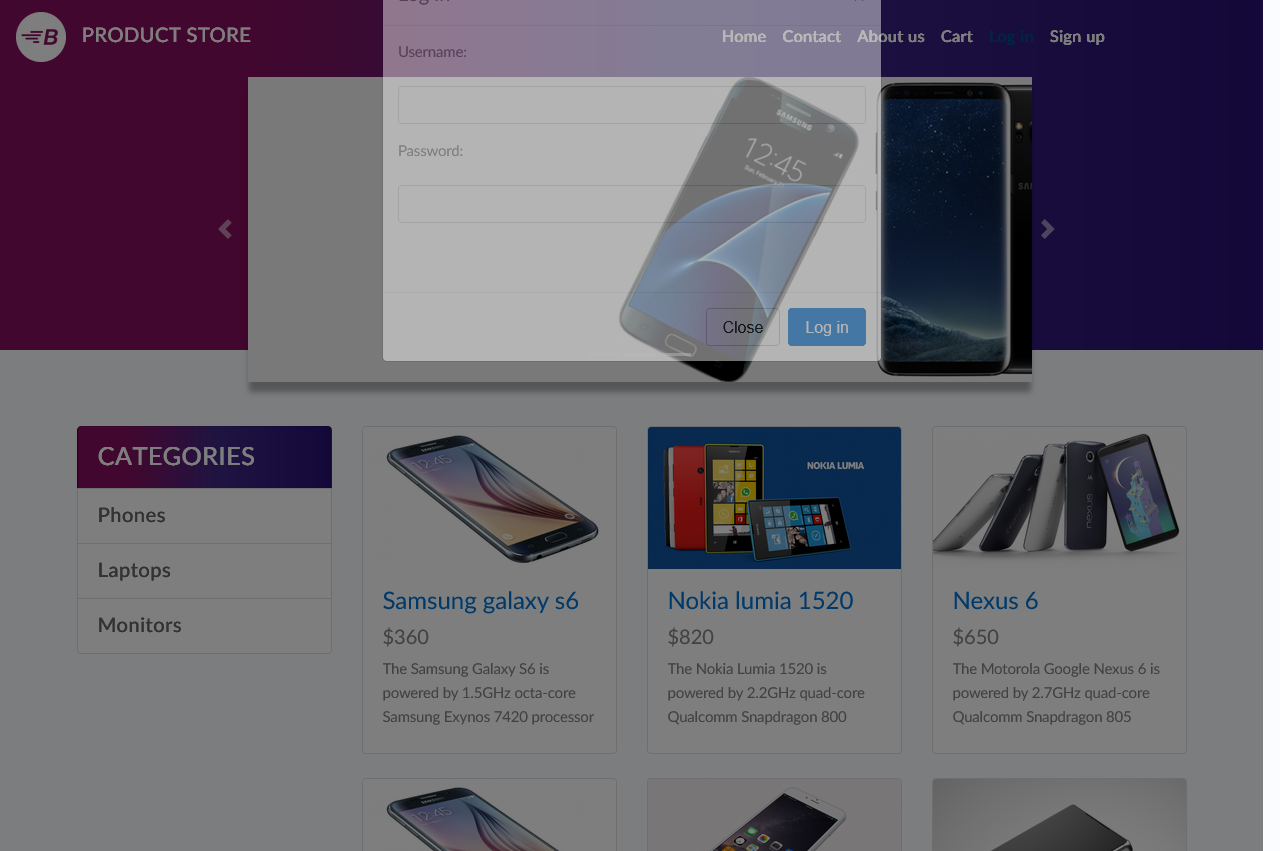 B
PRODUCT STORE
Home Contact About us Cart Log in Sign up
Log in
Username:
SAMSUNG
12:45
Password:
Close Log in
CATEGORIES
Phones
Laptops
Monitors
12:45
NOKIA LUMIA
Samsung galaxy s6
$360
The Samsung Galaxy S6 is
powered by 1.5GHz octa-core
Samsung Exynos 7420 processor
Nokia lumia 1520
$820
The Nokia Lumia 1520 is
powered by 2.2GHz quad-core
Qualcomm Snapdragon 800
Nexus 6
$650
The Motorola Google Nexus 6 is
powered by 2.7GHz quad-core
Qualcomm Snapdragon 805